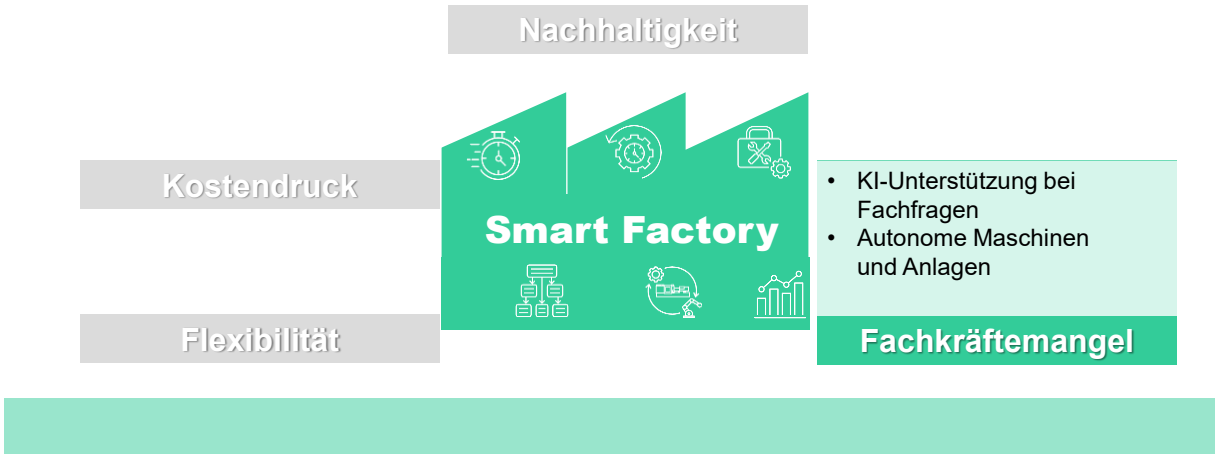 Nachhaltigkeit
Kostendruck
Smart Factory
• KI-Unterstützung bei
Fachfragen
• Autonome Maschinen
und Anlagen
Flexibilität
Fachkräftemangel